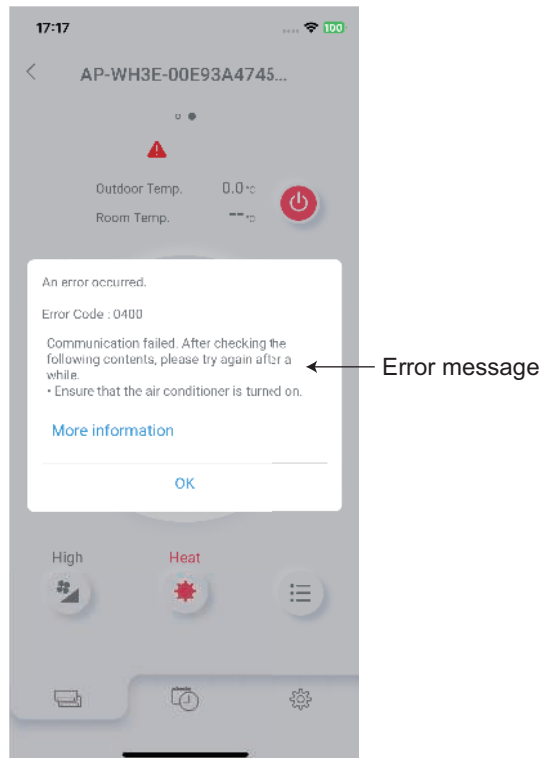 17:17
100
AP-WH3E-00E93A4745...
Outdoor Temp. 0.0 °C
Room Temp. -- °C
An error occurred.
Error Code : 0400
Communication failed. After checking the
following contents, please try again after a
while.
• Ensure that the air conditioner is turned on.
Error message
More information
OK
High
Heat